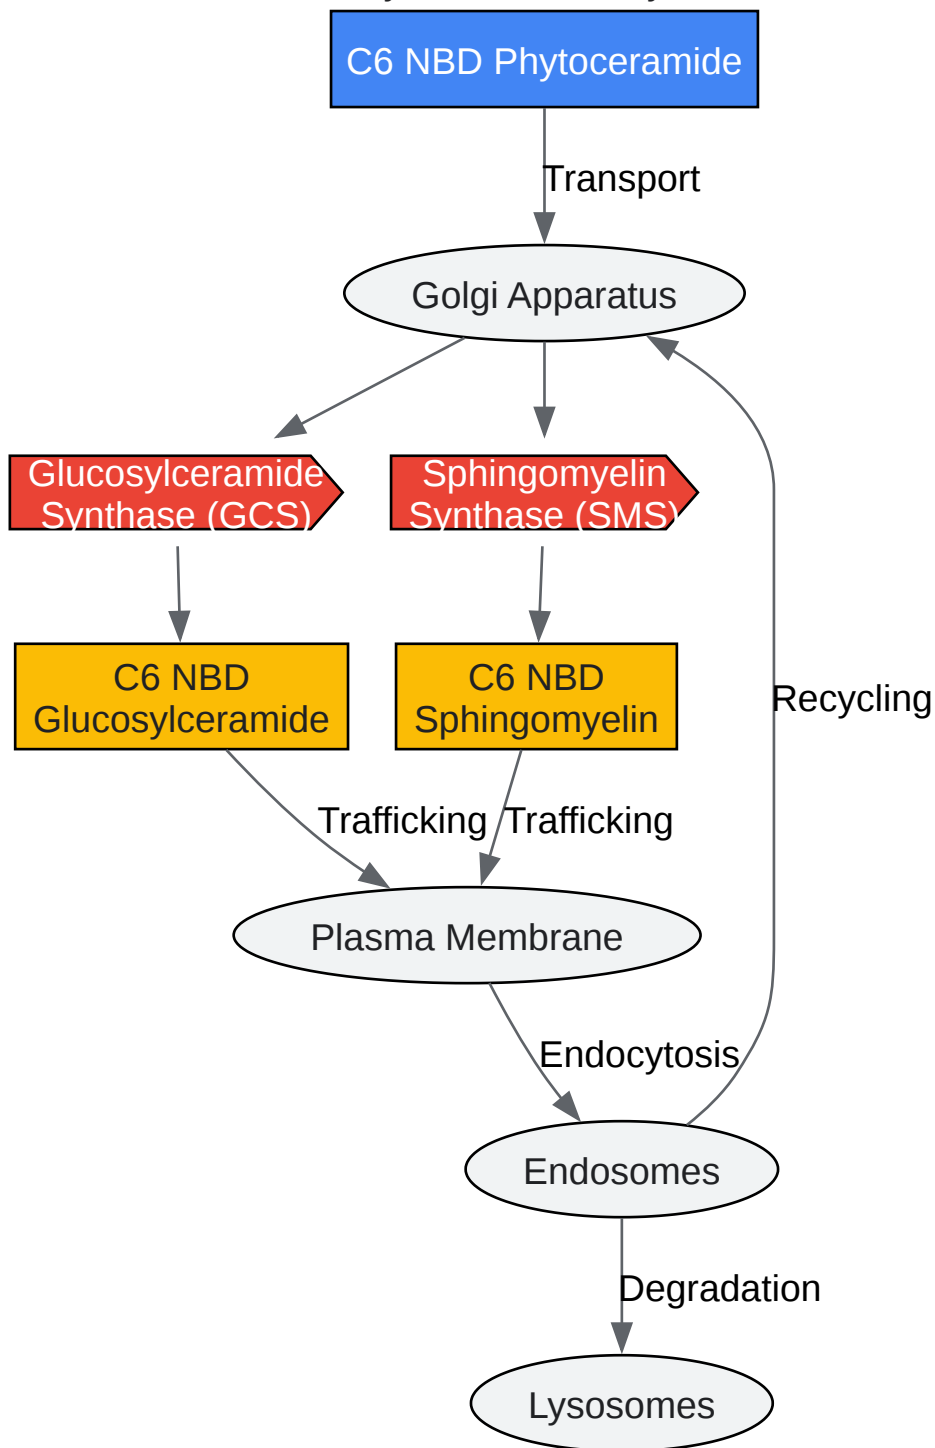 C6 NBD Phytoceramide
Transport
Golgi Apparatus
Glucosylceramide
Synthase (GCS)
Sphingomyelin
Synthase (SMS)
C6 NBD
Glucosylceramide
C6 NBD
Sphingomyelin
Recycling
Trafficking
Trafficking
Plasma Membrane
Endocytosis
Endosomes
Degradation
Lysosomes